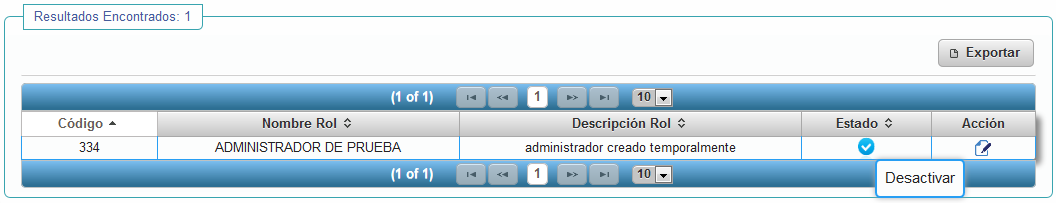 Resultados Encontrados: 1
Exportar
(1 of 1) 1 10
Código Nombre Rol Descripción Rol Estado Acción
334 ADMINISTRADOR DE PRUEBA administrador creado temporalmente
(1 of 1) 1 10
Desactivar